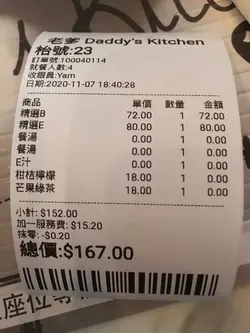 老爹 Daddy's Kitchen
枱號:23
訂單號:100040114
就餐人數:4
收銀員:Yam
日期:2020-11-07 18:40:28
商品 單價 數量 金額
精選B 72.00 1 72.00
精選E 80.00 1 80.00
餐湯 0.00 1 0.00
餐湯 0.00 1 0.00
E汁 0.00 1 0.00
柑桔檸檬 18.00 1 0.00
芒果綠茶 18.00 1 0.00
小計: $152.00
加一服務費: $15.20
抹零: -$0.20
總價:$167.00
座位